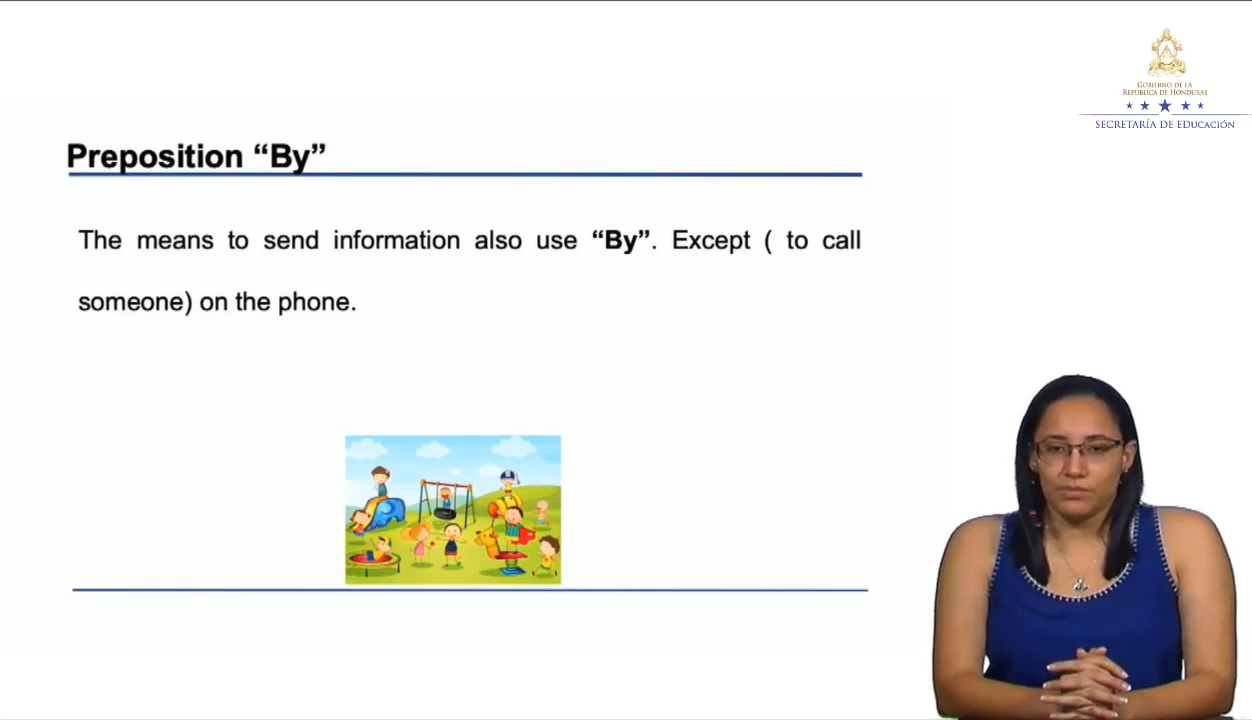 GOBIERNO DE LA
REPÚBLICA DE HONDURAS
SECRETARÍA DE EDUCACIÓN
Preposition “By”
The means to send information also use “By”. Except ( to call
someone) on the phone.